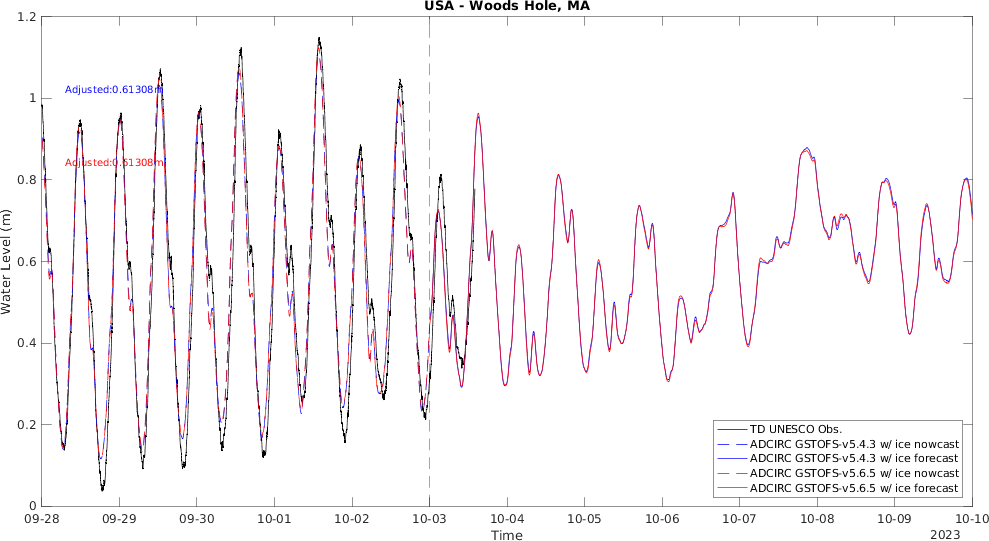 USA - Woods Hole, MA
1.2
1
0.8
0.6
0.4
0.2
0
Water Level (m)
Adjusted:0.61308m
Adjusted:0.61308m
TD UNESCO Obs.
ADCIRC GSTOFS-v5.4.3 w/ ice nowcast
ADCIRC GSTOFS-v5.4.3 w/ ice forecast
ADCIRC GSTOFS-v5.6.5 w/ ice nowcast
ADCIRC GSTOFS-v5.6.5 w/ ice forecast
09-28 09-29 09-30 10-01 10-02 10-03 10-04 10-05 10-06 10-07 10-08 10-09 10-10
Time
2023